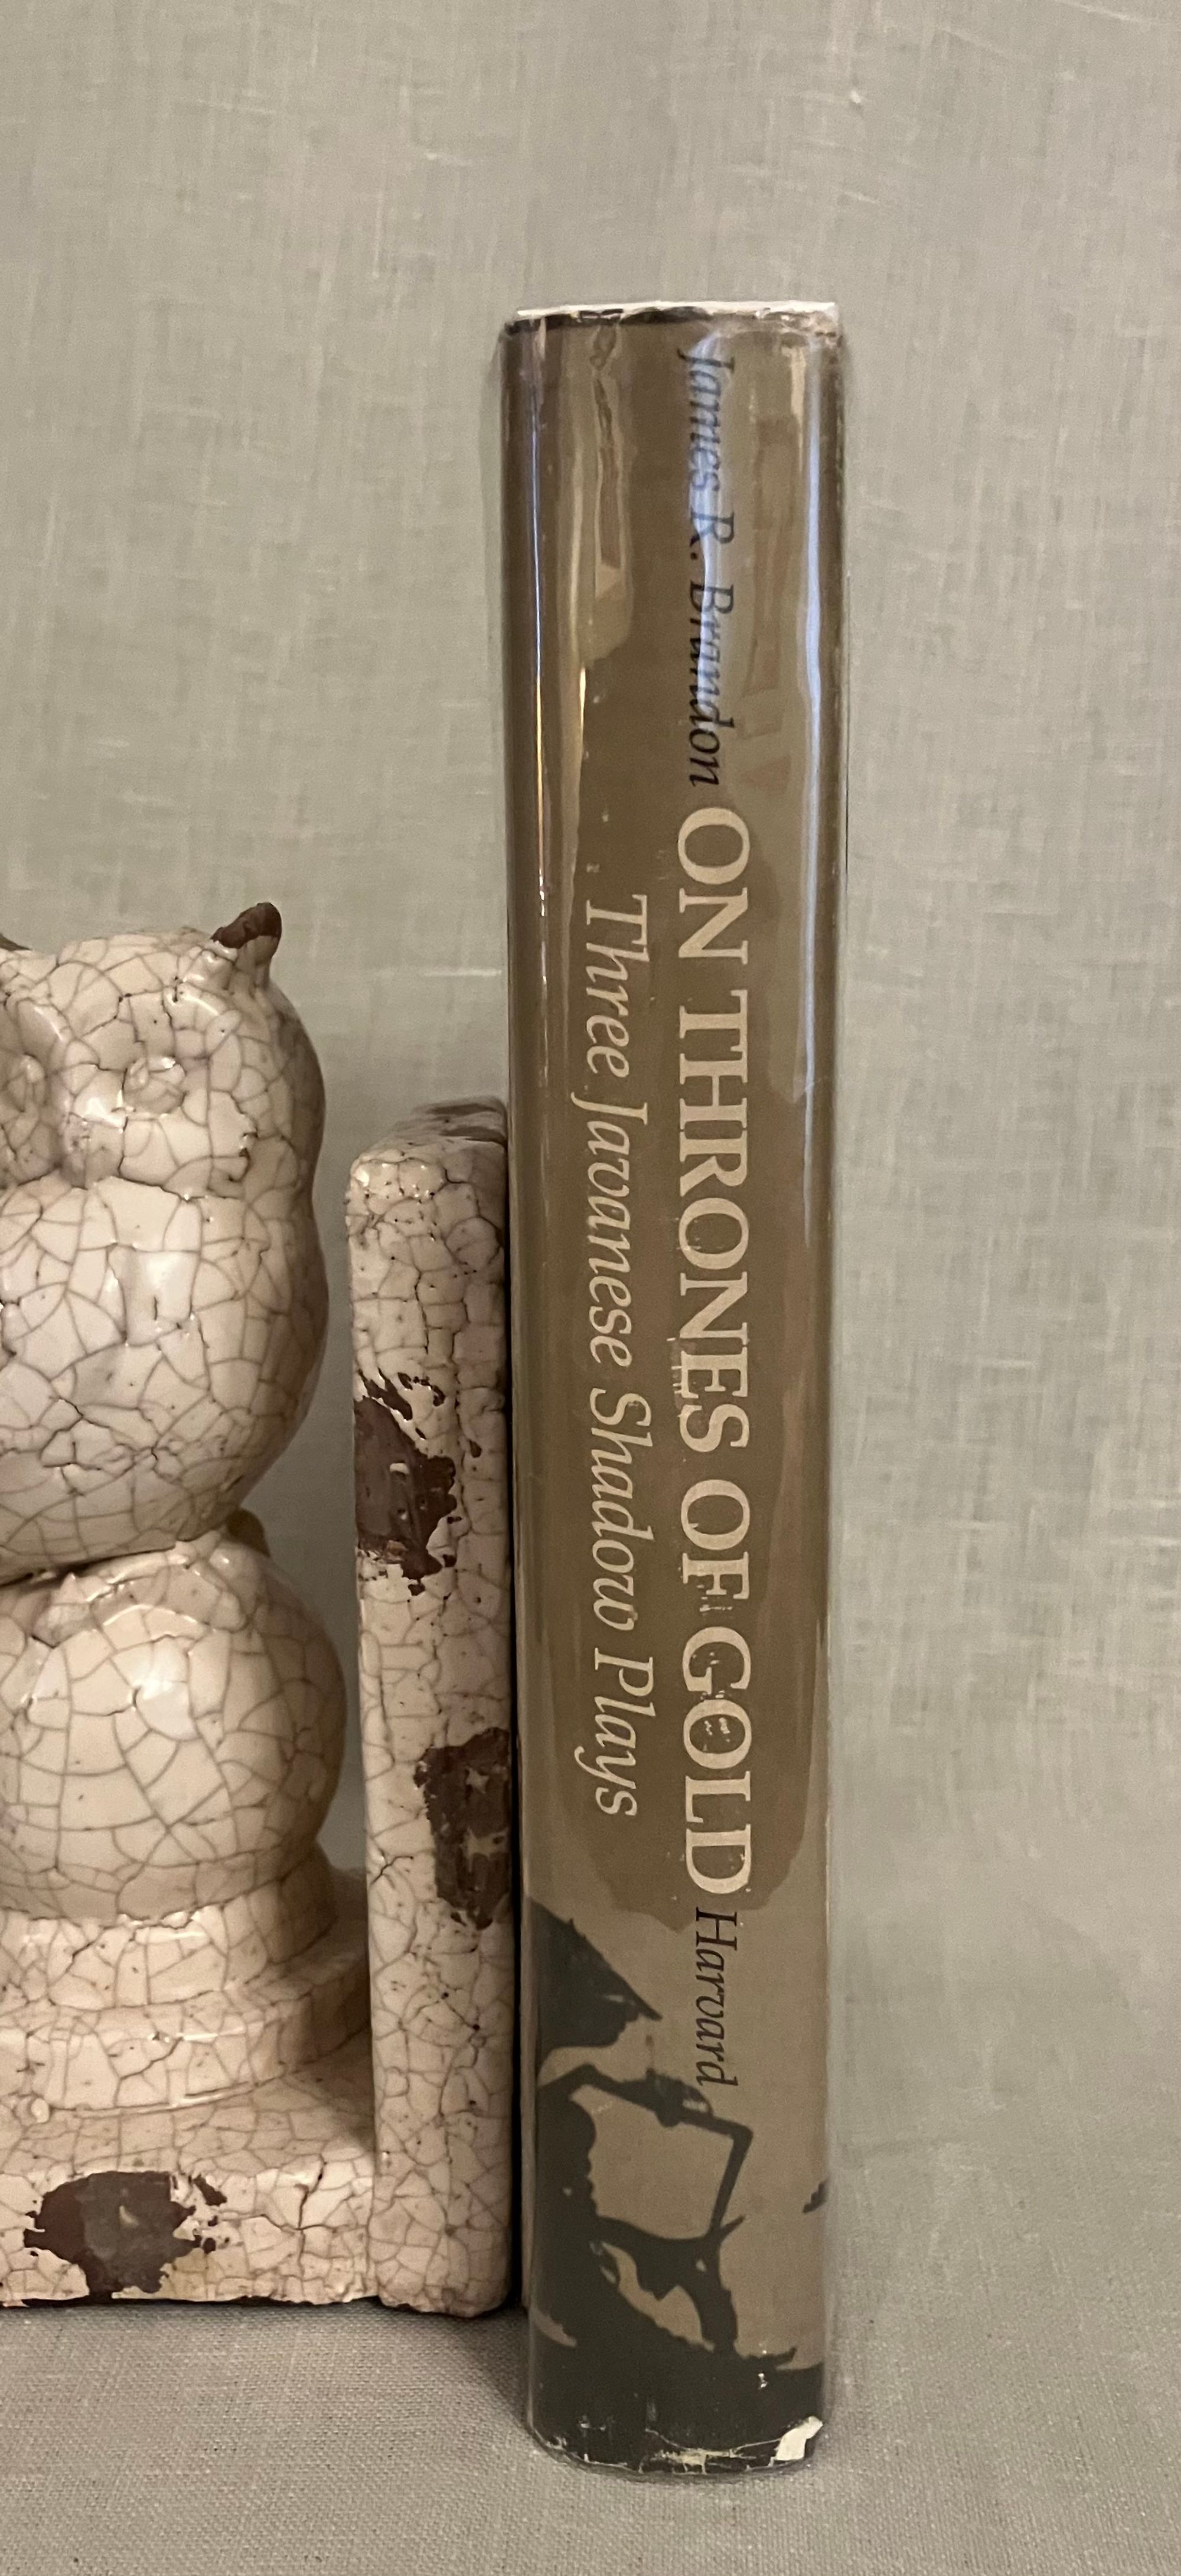 James R. Brandon ON THRONES OF GOLD Harvard
Three Javanese Shadow Plays